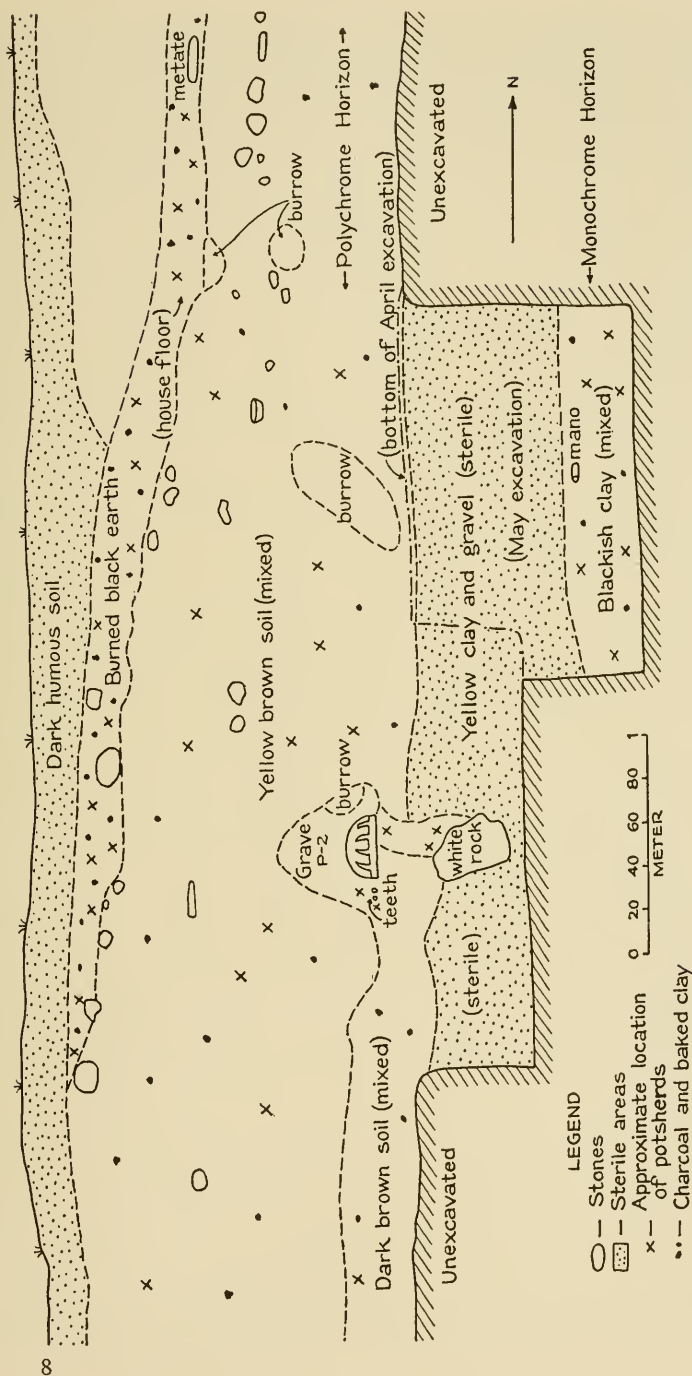 8
Dark humous soil
Burned black earth
(house floor)
metate
burrow
Yellow brown soil (mixed)
←Polychrome Horizon→
burrow
Grave
P-2
burrow
teeth
(bottom of April excavation)
Dark brown soil (mixed)
white
rock
(sterile)
Yellow clay and gravel (sterile)
(May excavation)
Unexcavated
Unexcavated
N
mano
Blackish clay (mixed)
←Monochrome Horizon
LEGEND
— Stones
— Sterile areas
x — Approximate location
of potsherds
— Charcoal and baked clay
0 20 40 60 80 1
METER